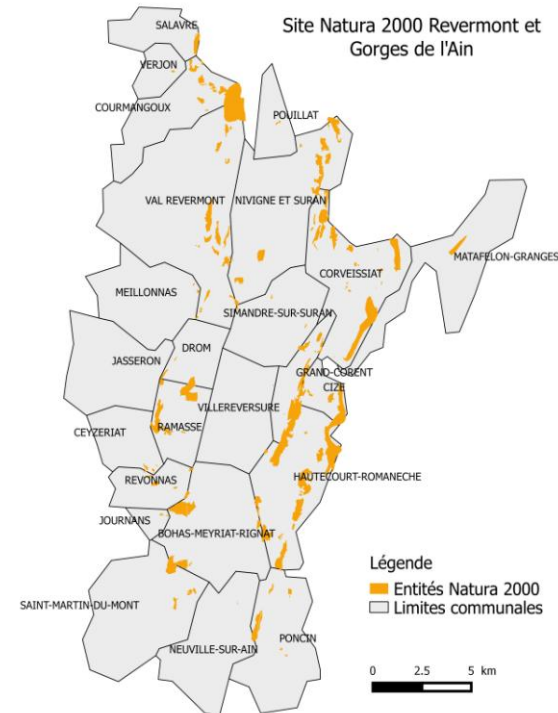 Site Natura 2000 Revermont et
Gorges de l'Ain
SALAVRE
VERJON
COURMANGOUX
POUILLAT
VAL REVERMONT
NIVIGNE ET SURAN
MATAFELON-GRANGES
CORVEISSIAT
MEILLONNAS
SIMANDRE-SUR-SURAN
DROM
JASSERON
GRAND-CORENT
CIZE
VILLEREVERSURE
CEYZERIAT
RAMASSE
REVONNAS
HAUTECOURT-ROMANECHE
JOURNANS
BOHAS-MEYRIAT-RIGNAT
SAINT-MARTIN-DU-MONT
NEUVILLE-SUR-AIN
PONCIN
Légende
Entités Natura 2000
Limites communales
0 2.5 5 km